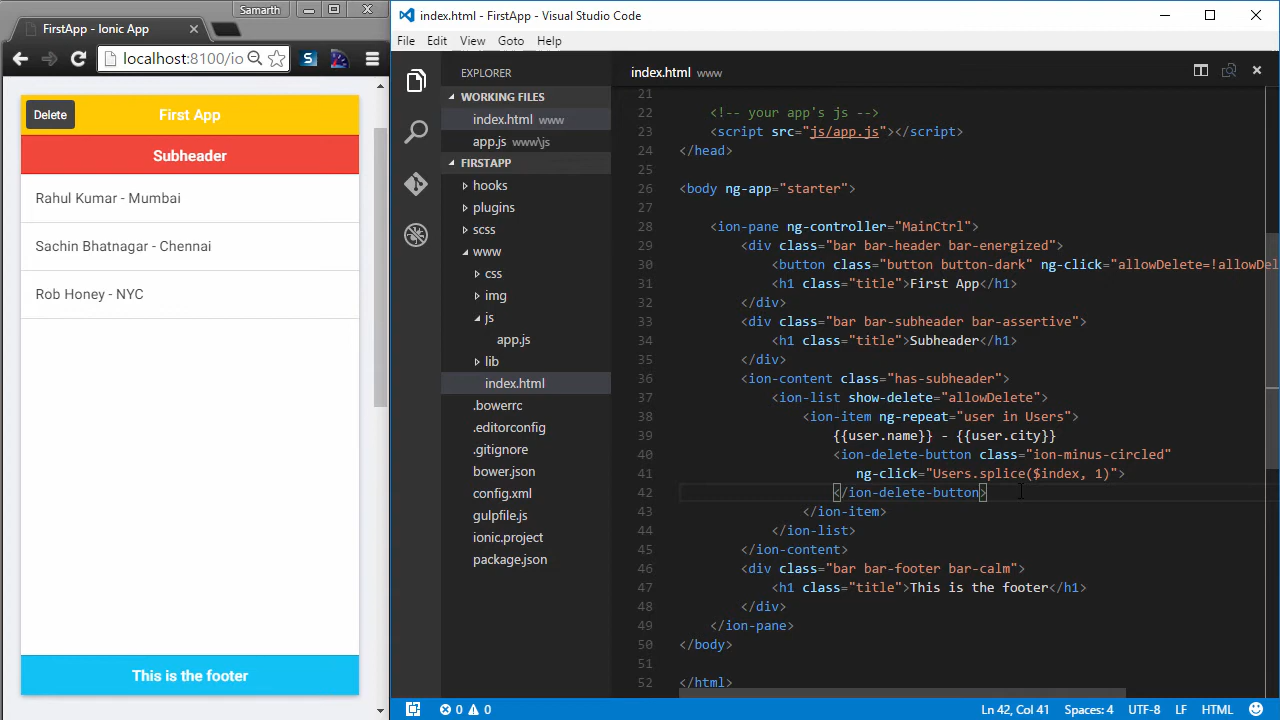 Samarth
FirstApp - Ionic App
localhost:8100/io
Delete
First App
Subheader
Rahul Kumar - Mumbai
Sachin Bhatnagar - Chennai
Rob Honey - NYC
This is the footer
index.html - FirstApp - Visual Studio Code
File Edit View Goto Help
EXPLORER
WORKING FILES
index.html www
app.js www\js
FIRSTAPP
hooks
plugins
scss
www
css
img
js
app.js
lib
index.html
.bowerrc
.editorconfig
.gitignore
bower.json
config.xml
gulpfile.js
ionic.project
package.json
index.html www
21
22 <!-- your app's js -->
23 <script src="js/app.js"></script>
24 </head>
25
26 <body ng-app="starter">
27
28 <ion-pane ng-controller="MainCtrl">
29 <div class="bar bar-header bar-energized">
30 <button class="button button-dark" ng-click="allowDelete=!allowDel
31 <h1 class="title">First App</h1>
32 </div>
33 <div class="bar bar-subheader bar-assertive">
34 <h1 class="title">Subheader</h1>
35 </div>
36 <ion-content class="has-subheader">
37 <ion-list show-delete="allowDelete">
38 <ion-item ng-repeat="user in Users">
39 {{user.name}} - {{user.city}}
40 <ion-delete-button class="ion-minus-circled"
41 ng-click="Users.splice($index, 1)">
42 </ion-delete-button>
43 </ion-item>
44 </ion-list>
45 </ion-content>
46 <div class="bar bar-footer bar-calm">
47 <h1 class="title">This is the footer</h1>
48 </div>
49 </ion-pane>
50 </body>
51
52 </html>
0 0
Ln 42, Col 41 Spaces: 4 UTF-8 LF HTML